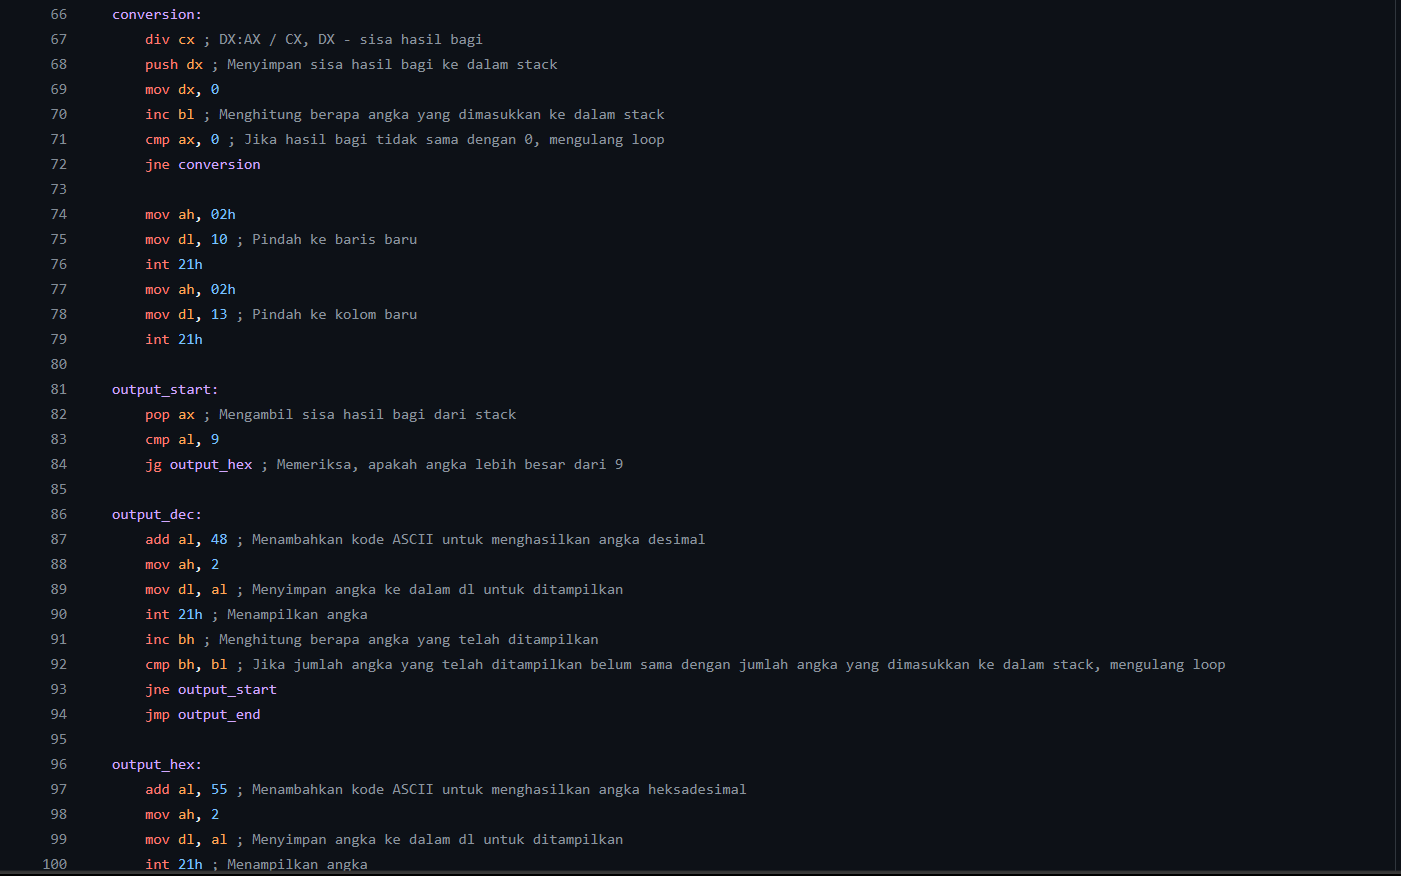 66 conversion:
67 div cx ; DX:AX / CX, DX - sisa hasil bagi
68 push dx ; Menyimpan sisa hasil bagi ke dalam stack
69 mov dx, 0
70 inc bl ; Menghitung berapa angka yang dimasukkan ke dalam stack
71 cmp ax, 0 ; Jika hasil bagi tidak sama dengan 0, mengulang loop
72 jne conversion
73
74 mov ah, 02h
75 mov dl, 10 ; Pindah ke baris baru
76 int 21h
77 mov ah, 02h
78 mov dl, 13 ; Pindah ke kolom baru
79 int 21h
80
81 output_start:
82 pop ax ; Mengambil sisa hasil bagi dari stack
83 cmp al, 9
84 jg output_hex ; Memeriksa, apakah angka lebih besar dari 9
85
86 output_dec:
87 add al, 48 ; Menambahkan kode ASCII untuk menghasilkan angka desimal
88 mov ah, 2
89 mov dl, al ; Menyimpan angka ke dalam dl untuk ditampilkan
90 int 21h ; Menampilkan angka
91 inc bh ; Menghitung berapa angka yang telah ditampilkan
92 cmp bh, bl ; Jika jumlah angka yang telah ditampilkan belum sama dengan jumlah angka yang dimasukkan ke dalam stack, mengulang loop
93 jne output_start
94 jmp output_end
95
96 output_hex:
97 add al, 55 ; Menambahkan kode ASCII untuk menghasilkan angka heksadesimal
98 mov ah, 2
99 mov dl, al ; Menyimpan angka ke dalam dl untuk ditampilkan
100 int 21h ; Menampilkan angka